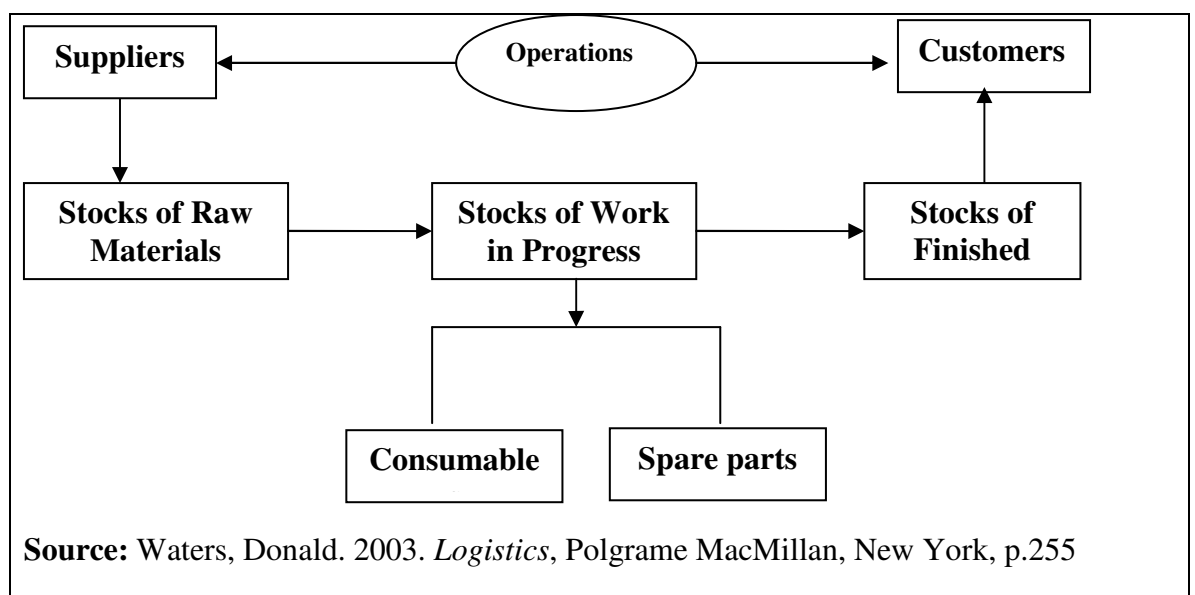 Suppliers
Operations
Customers
Stocks of Raw
Materials
Stocks of Work
in Progress
Stocks of
Finished
Consumable
Spare parts
Source: Waters, Donald. 2003. Logistics, Polgrame MacMillan, New York, p.255